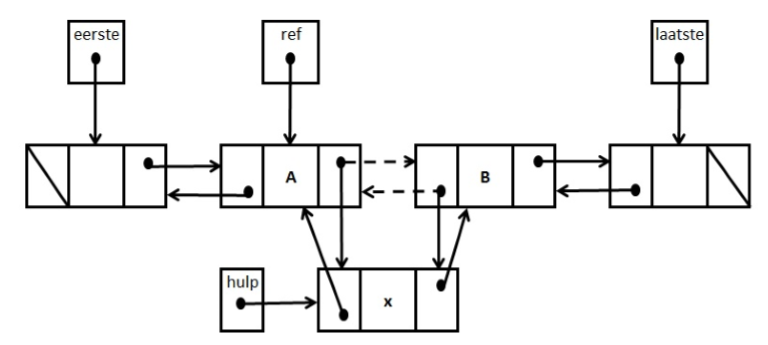 eerste
ref
laatste
A
B
hulp
x